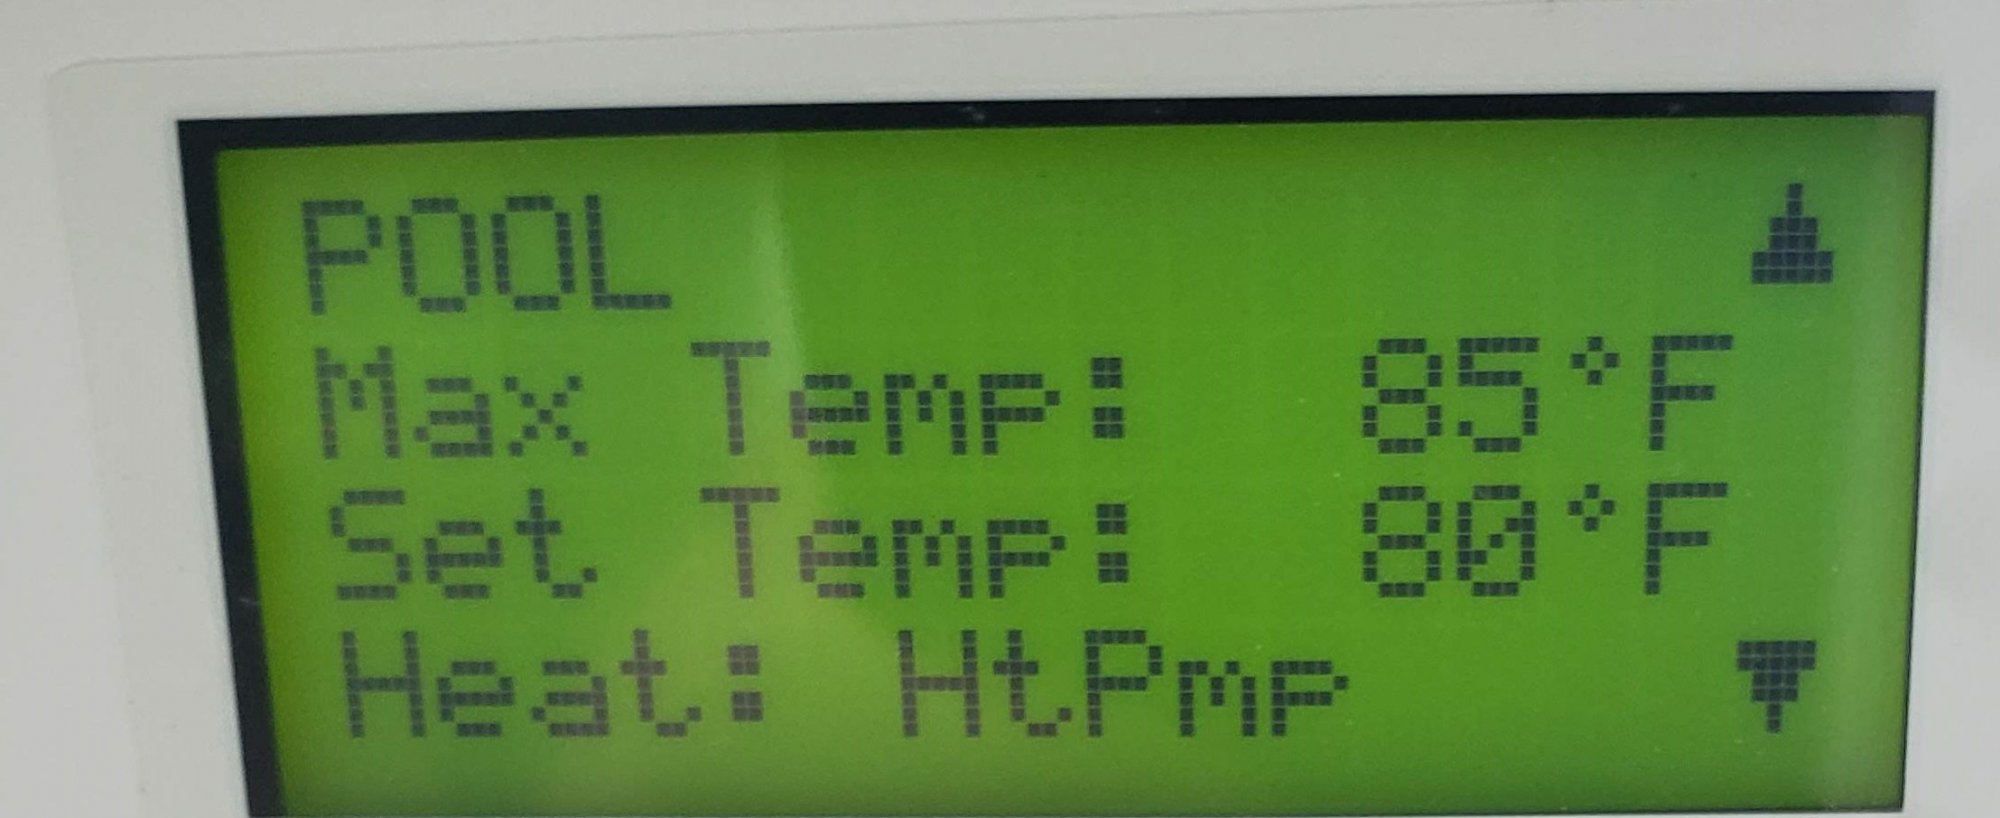 POOL
Max Temp: 85°F
Set Temp: 80°F
Heat: HtPmp